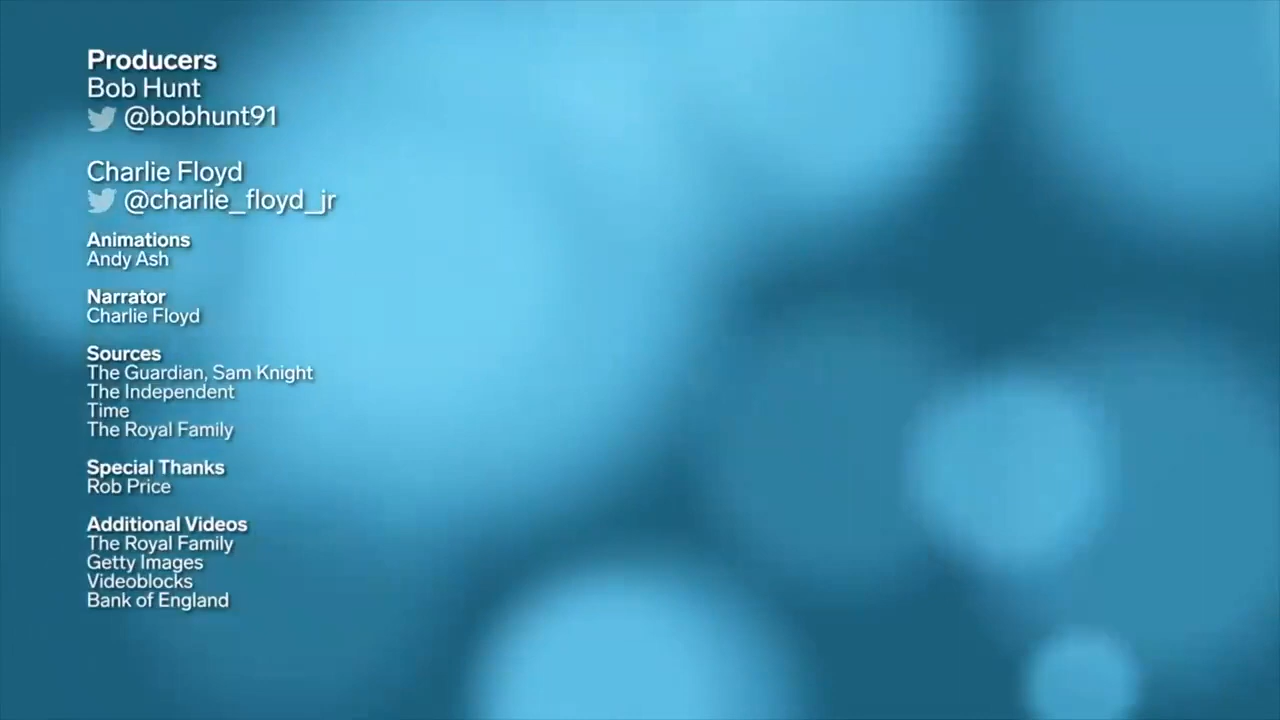 Producers
Bob Hunt
@bobhunt91
Charlie Floyd
@charlie_floyd_jr
Animations
Andy Ash
Narrator
Charlie Floyd
Sources
The Guardian, Sam Knight
The Independent
Time
The Royal Family
Special Thanks
Rob Price
Additional Videos
The Royal Family
Getty Images
Videoblocks
Bank of England